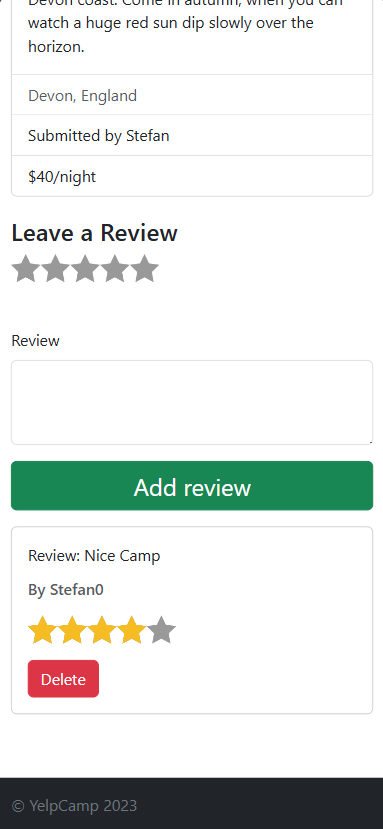 Devon coast. Come in autumn, when you can
watch a huge red sun dip slowly over the
horizon.
Devon, England
Submitted by Stefan
$40/night
Leave a Review
Review
Add review
Review: Nice Camp
By Stefan0
Delete
© YelpCamp 2023